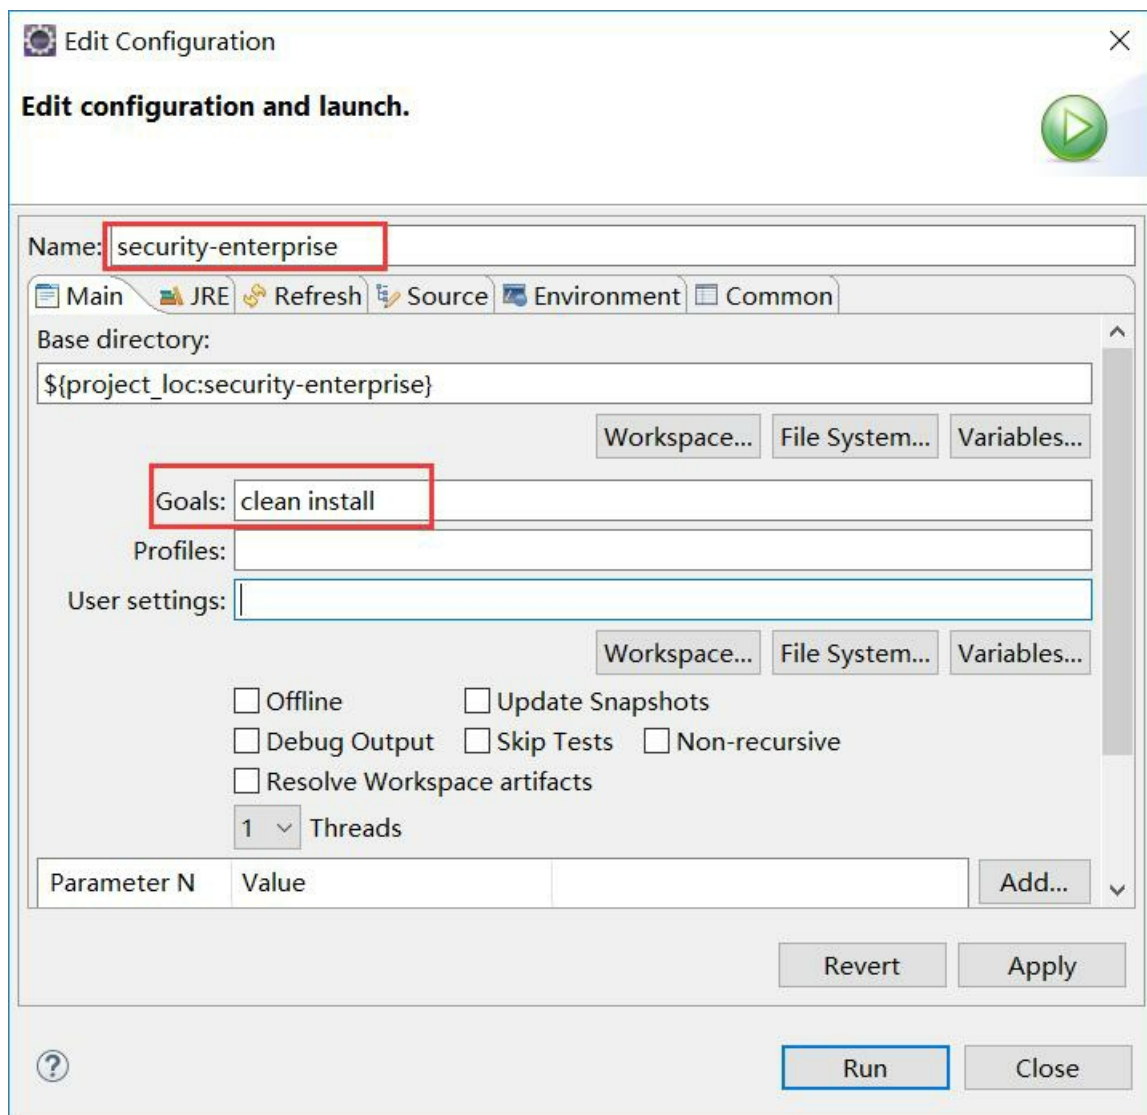 Edit Configuration
Edit configuration and launch.
Name: security-enterprise
Main JRE Refresh Source Environment Common
Base directory:
${project_loc:security-enterprise}
Workspace... File System... Variables...
Goals: clean install
Profiles:
User settings:
Workspace... File System... Variables...
Offline Update Snapshots
Debug Output Skip Tests Non-recursive
Resolve Workspace artifacts
1 Threads
Parameter N Value Add...
Revert Apply
Run Close